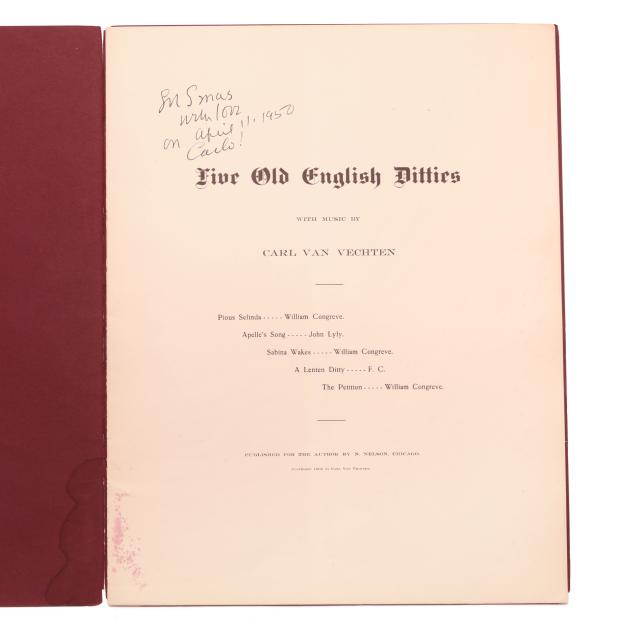 with love
on April 11, 1950
Carlo!
Five Old English Ditties
WITH MUSIC BY
CARL VAN VECHTEN
Pious Selinda ----- William Congreve.
Apelle's Song ----- John Lyly.
Sabina Wakes ----- William Congreve.
A Lenten Ditty ----- F. C.
The Petition ----- William Congreve.
PUBLISHED FOR THE AUTHOR BY N. NELSON, CHICAGO.